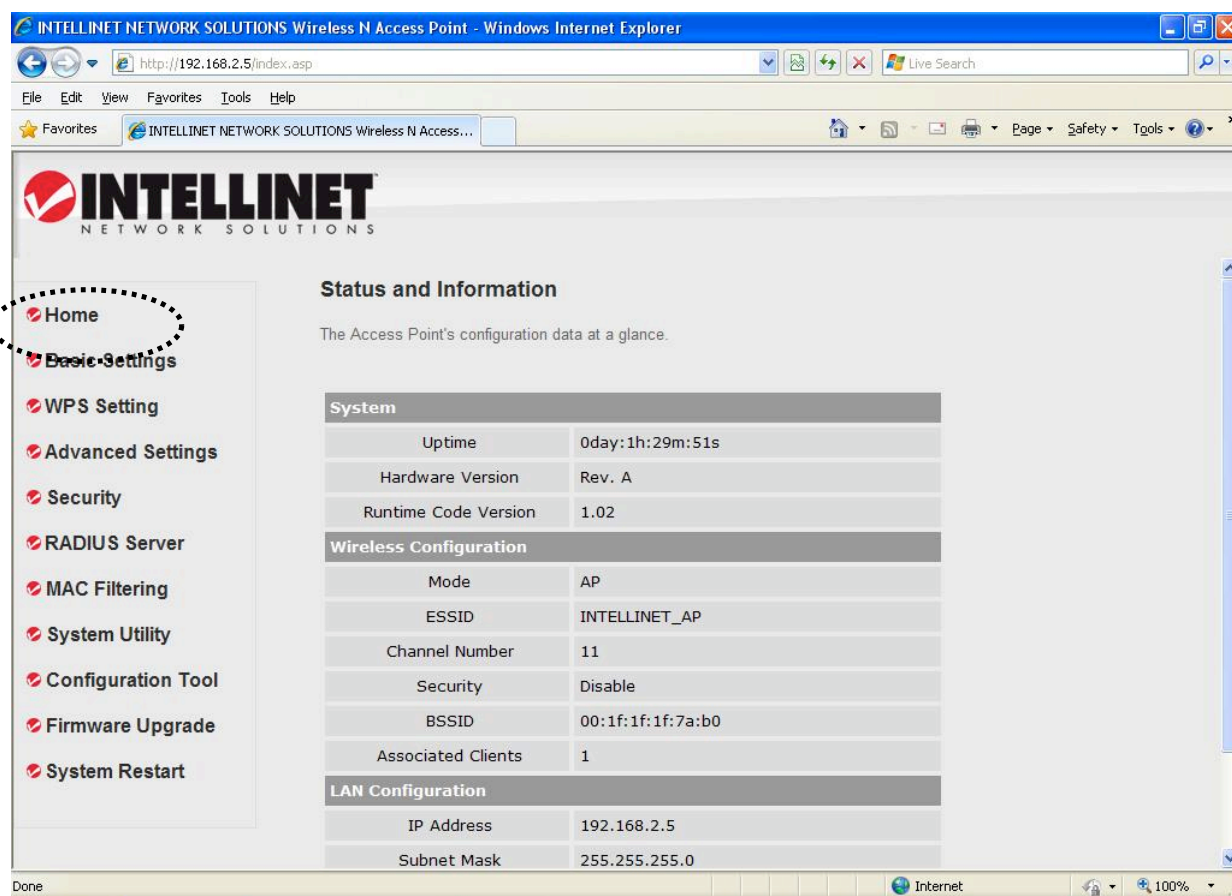 INTELLINET NETWORK SOLUTIONS Wireless N Access Point - Windows Internet Explorer
http://192.168.2.5/index.asp
Live Search
File Edit View Favorites Tools Help
Favorites
INTELLINET NETWORK SOLUTIONS Wireless N Access...
Page Safety Tools
INTELLINET
NETWORK SOLUTIONS
Home
Basic Settings
WPS Setting
Advanced Settings
Security
RADIUS Server
MAC Filtering
System Utility
Configuration Tool
Firmware Upgrade
System Restart
Status and Information
The Access Point's configuration data at a glance.
System
Uptime 0day:1h:29m:51s
Hardware Version Rev. A
Runtime Code Version 1.02
Wireless Configuration
Mode AP
ESSID INTELLINET_AP
Channel Number 11
Security Disable
BSSID 00:1f:1f:1f:7a:b0
Associated Clients 1
LAN Configuration
IP Address 192.168.2.5
Subnet Mask 255.255.255.0
Done
Internet
100%